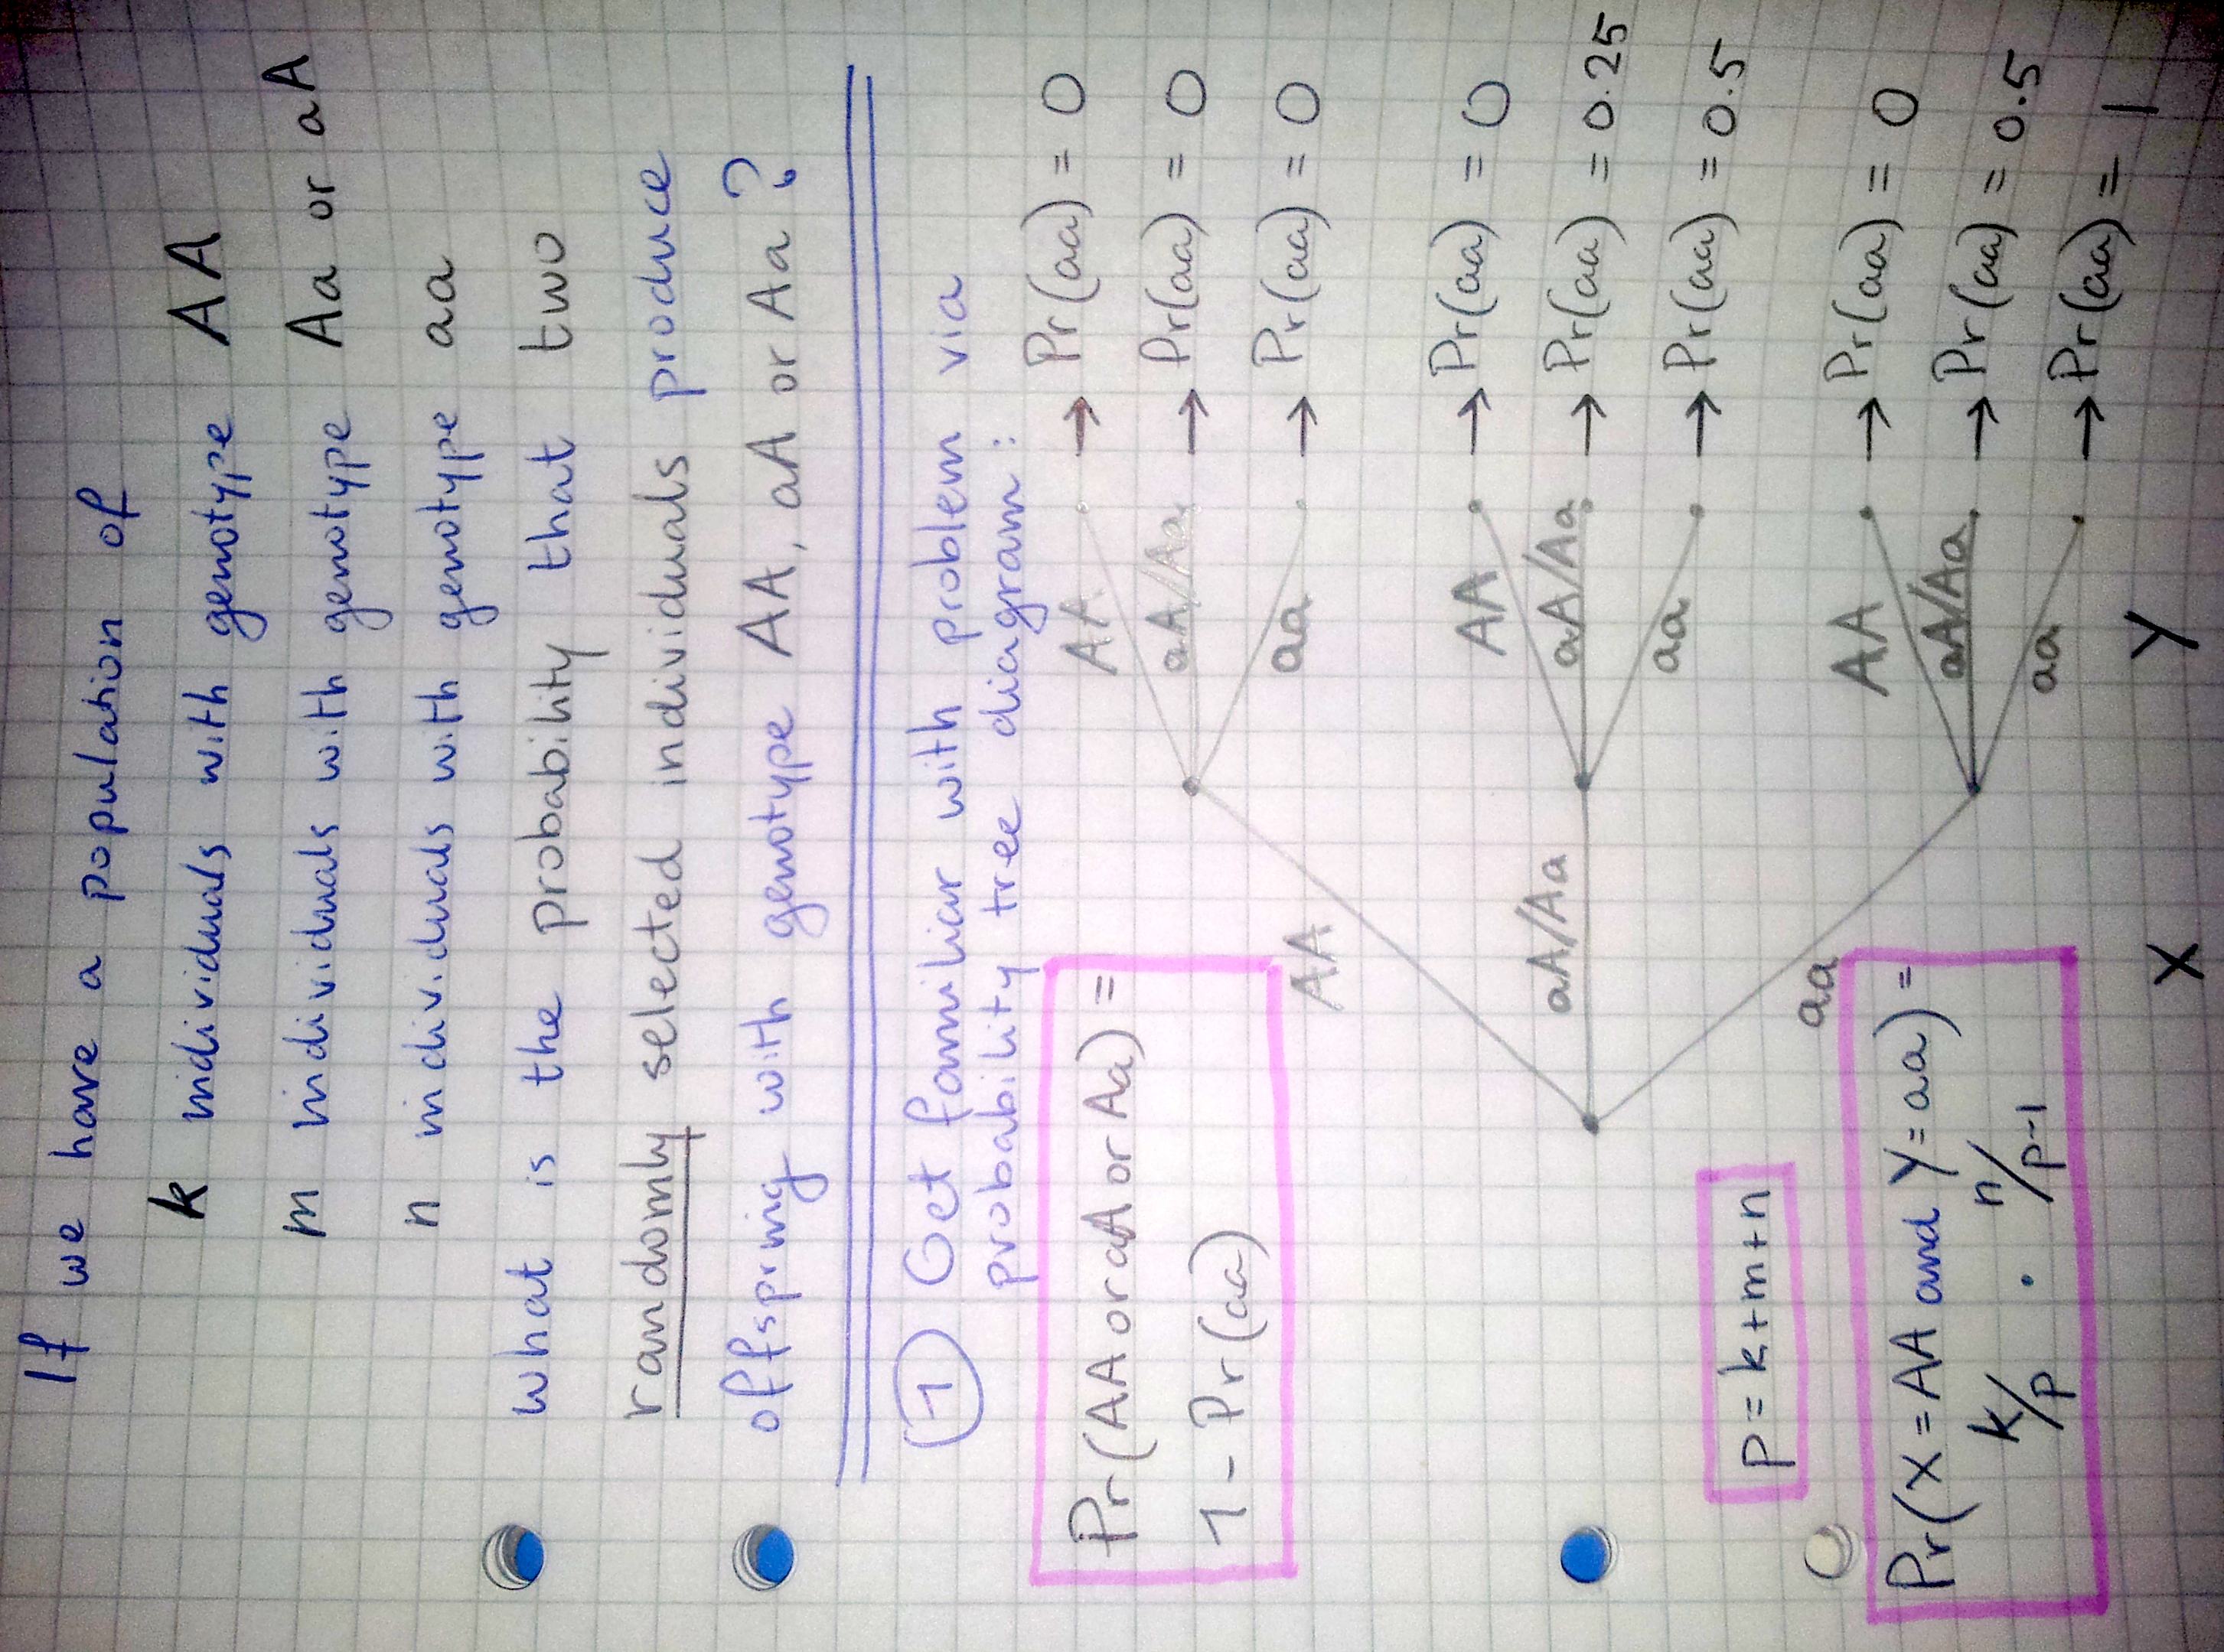 If we have a population of
k individuals with genotype AA
m individuals with genotype Aa or aA
n individuals with genotype aa
what is the probability that two
randomly selected individuals produce
offspring with genotype AA, aA or Aa?
1 Get familiar with problem via
probability tree diagram:
Pr(AA or aA or Aa) =
1 - Pr(aa)
AA
AA → Pr(aa) = 0
aA/Aa → Pr(aa) = 0
aa → Pr(aa) = 0
aA/Aa
AA → Pr(aa) = 0
aA/Aa → Pr(aa) = 0.25
aa → Pr(aa) = 0.5
aa
AA → Pr(aa) = 0
aA/Aa → Pr(aa) = 0.5
aa → Pr(aa) = 1
p = k + m + n
Pr(X = AA and Y = aa) =
k/p · n/p-1
X Y